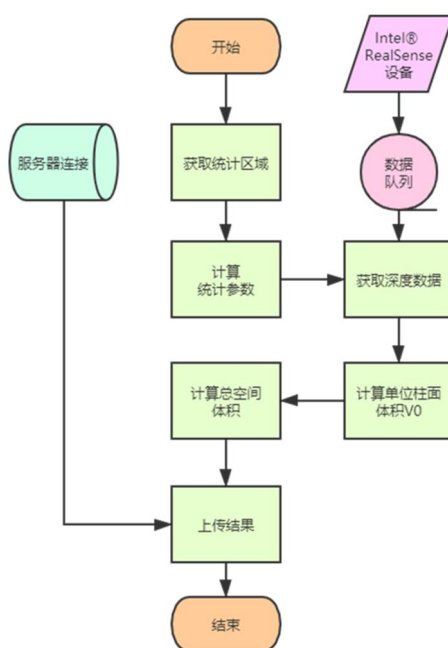 开始
Intel®
RealSense
设备
服务器连接
获取统计区域
数据
队列
计算
统计参数
获取深度数据
计算总空间
体积
计算单位柱面
体积V0
上传结果
结束